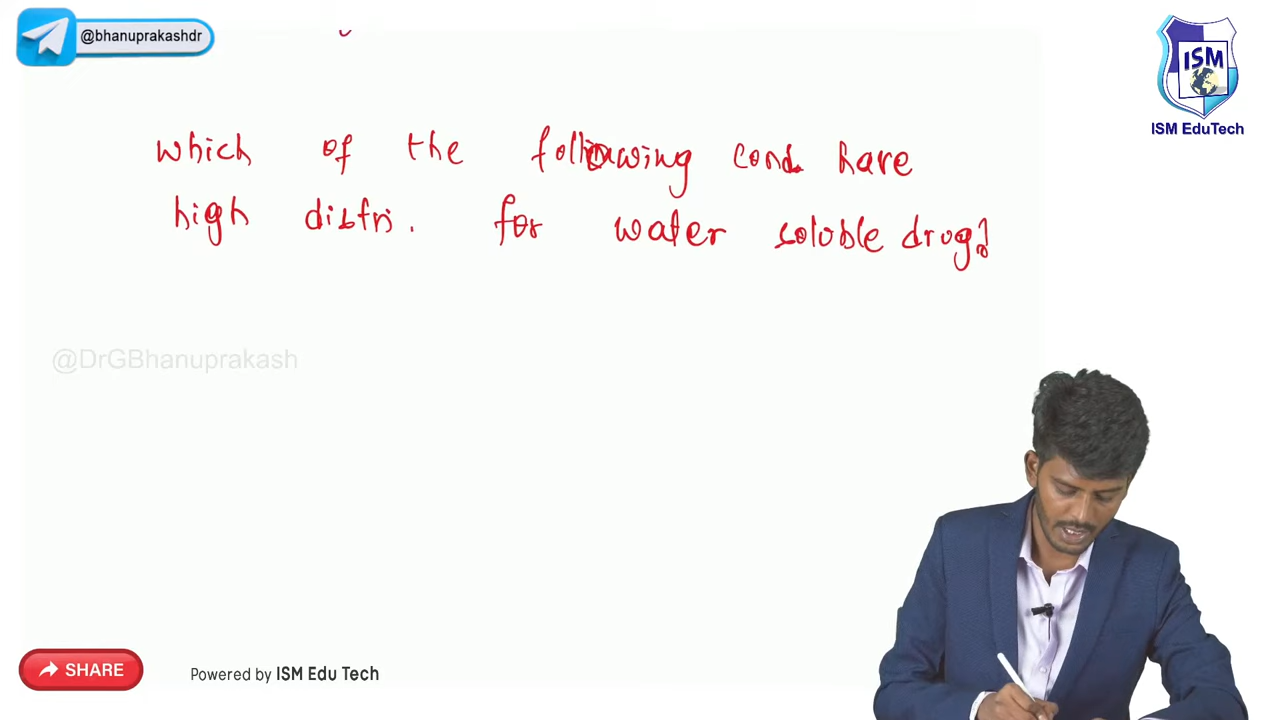 @bhanuprakashdr
ISM
ISM EduTech
which of the following cond. have
high distri. for water soluble drug?
@DrGBhanuprakash
SHARE
Powered by ISM Edu Tech